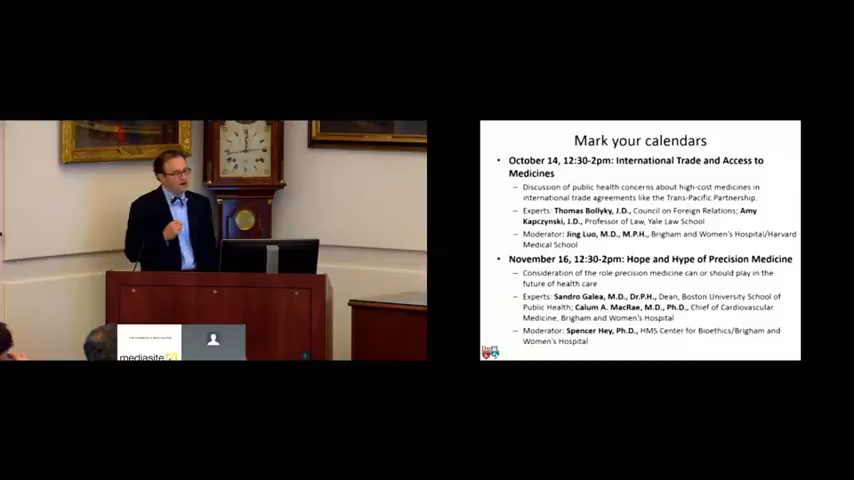 Mark your calendars
• October 14, 12:30-2pm: International Trade and Access to
Medicines
– Discussion of public health concerns about high-cost medicines in
international trade agreements like the Trans-Pacific Partnership.
– Experts: Thomas Bollyky, J.D., Council on Foreign Relations; Amy
Kapczynski, J.D., Professor of Law, Yale Law School
– Moderator: Jing Luo, M.D., M.P.H., Brigham and Women's Hospital/Harvard
Medical School
• November 16, 12:30-2pm: Hope and Hype of Precision Medicine
– Consideration of the role precision medicine can or should play in the
future of health care
– Experts: Sandro Galea, M.D., Dr.P.H., Dean, Boston University School of
Public Health; Calum A. MacRae, M.D., Ph.D., Chief of Cardiovascular
Medicine, Brigham and Women's Hospital
– Moderator: Spencer Hey, Ph.D., HMS Center for Bioethics/Brigham and
Women's Hospital
mediasite